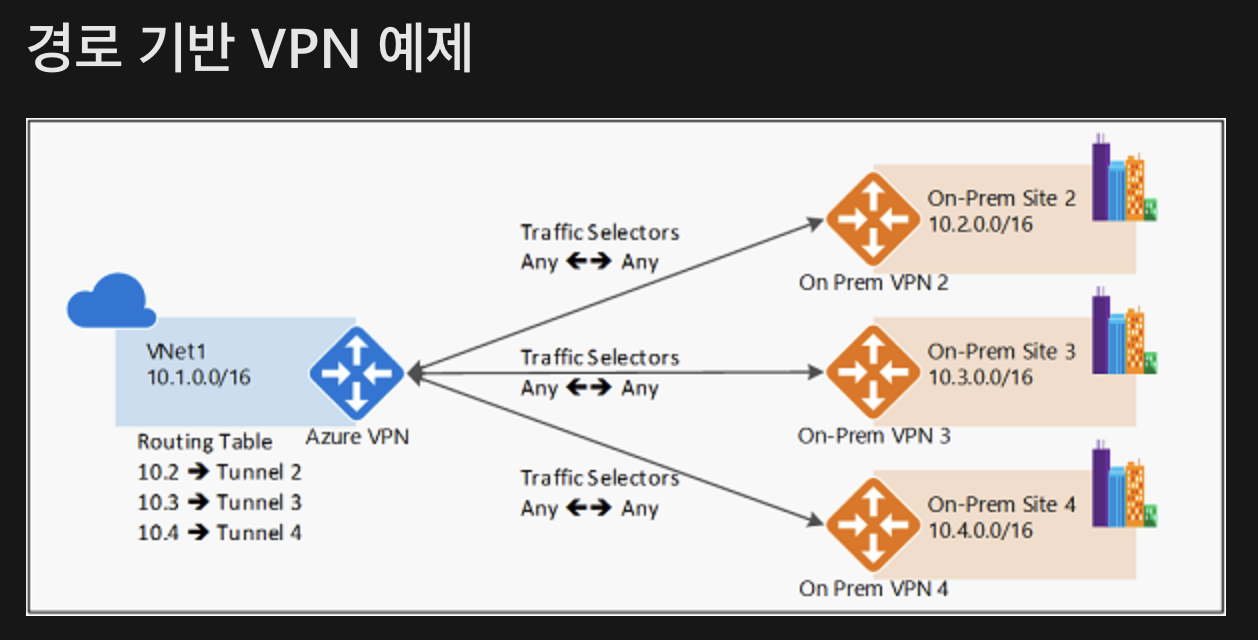 경로 기반 VPN 예제
Traffic Selectors
Any 🡨🡪 Any
On-Prem Site 2
10.2.0.0/16
On Prem VPN 2
VNet1
10.1.0.0/16
Azure VPN
Routing Table
10.2 🡪 Tunnel 2
10.3 🡪 Tunnel 3
10.4 🡪 Tunnel 4
Traffic Selectors
Any 🡨🡪 Any
On-Prem Site 3
10.3.0.0/16
On-Prem VPN 3
Traffic Selectors
Any 🡨🡪 Any
On-Prem Site 4
10.4.0.0/16
On Prem VPN 4